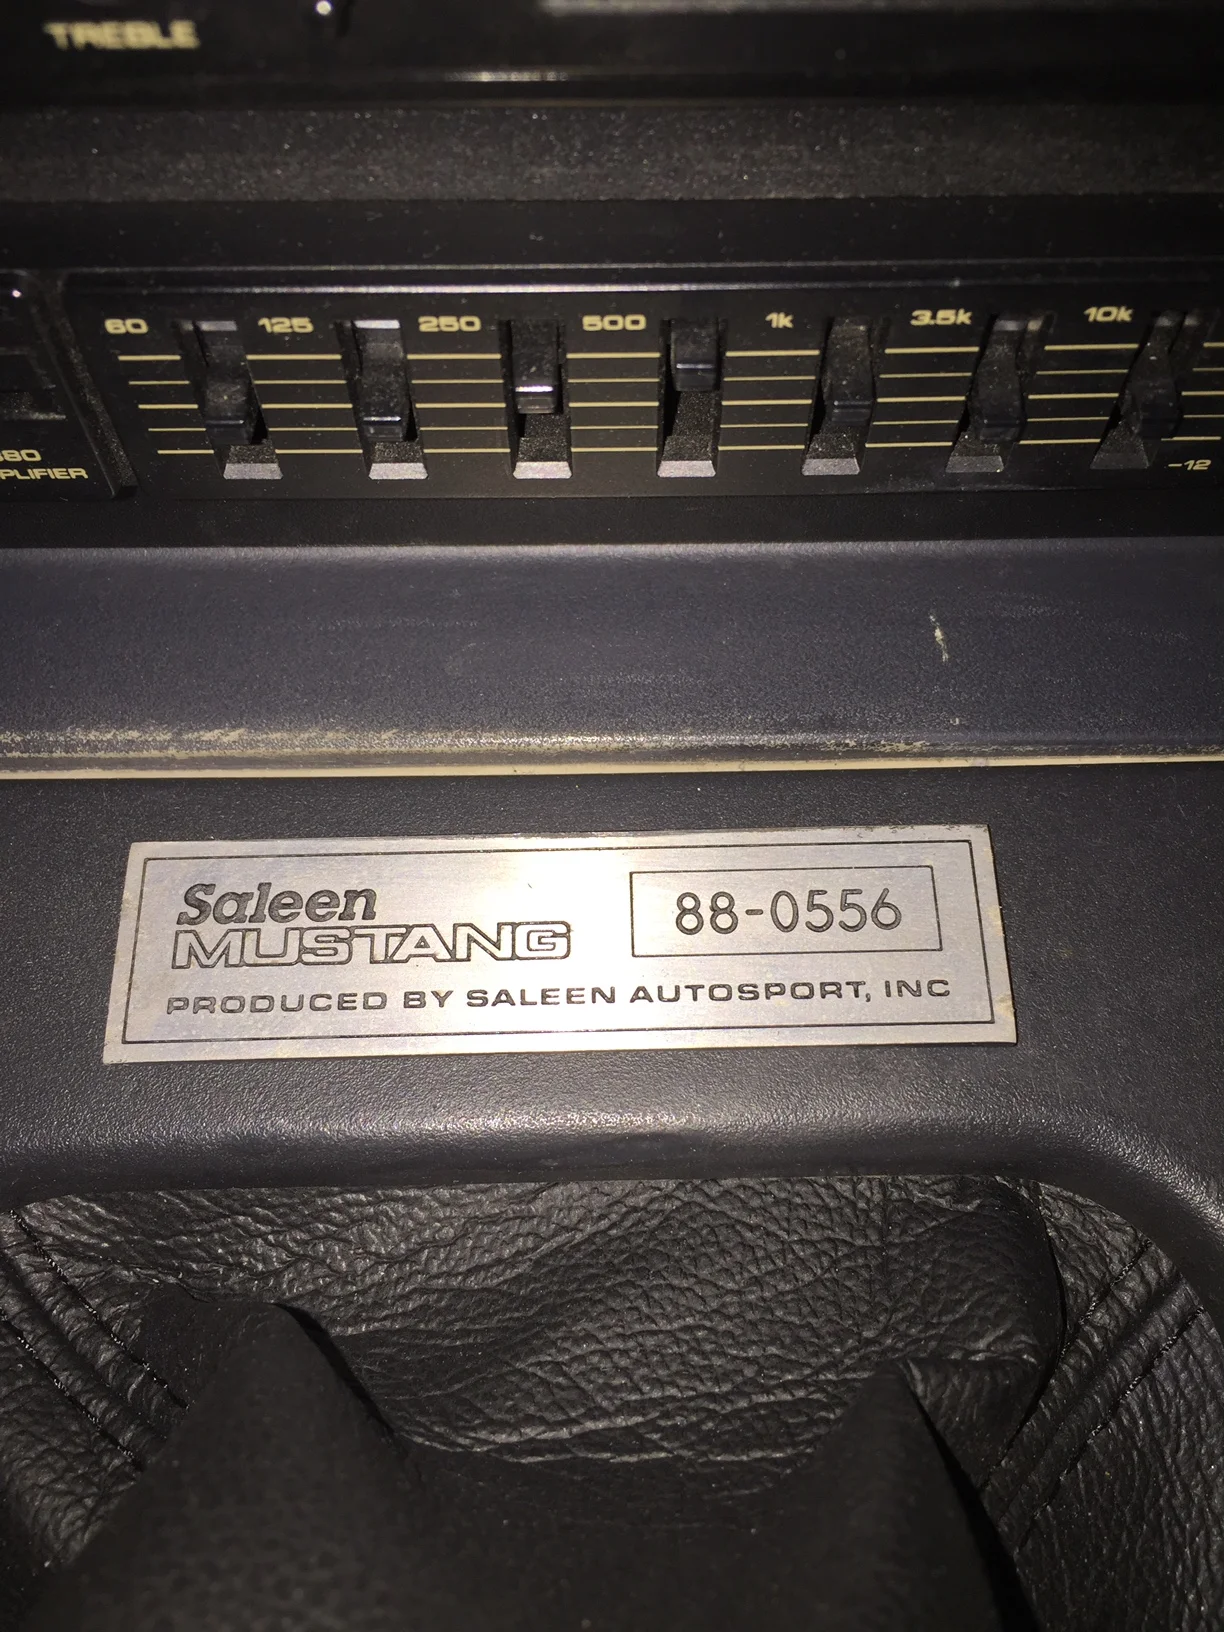 TREBLE
60 125 250 500 1k 3.5k 10k
-12
Saleen
MUSTANG
88-0556
PRODUCED BY SALEEN AUTOSPORT, INC